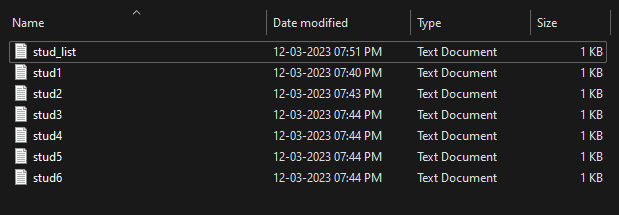 Name Date modified Type Size
stud_list 12-03-2023 07:51 PM Text Document 1 KB
stud1 12-03-2023 07:40 PM Text Document 1 KB
stud2 12-03-2023 07:43 PM Text Document 1 KB
stud3 12-03-2023 07:44 PM Text Document 1 KB
stud4 12-03-2023 07:44 PM Text Document 1 KB
stud5 12-03-2023 07:44 PM Text Document 1 KB
stud6 12-03-2023 07:44 PM Text Document 1 KB